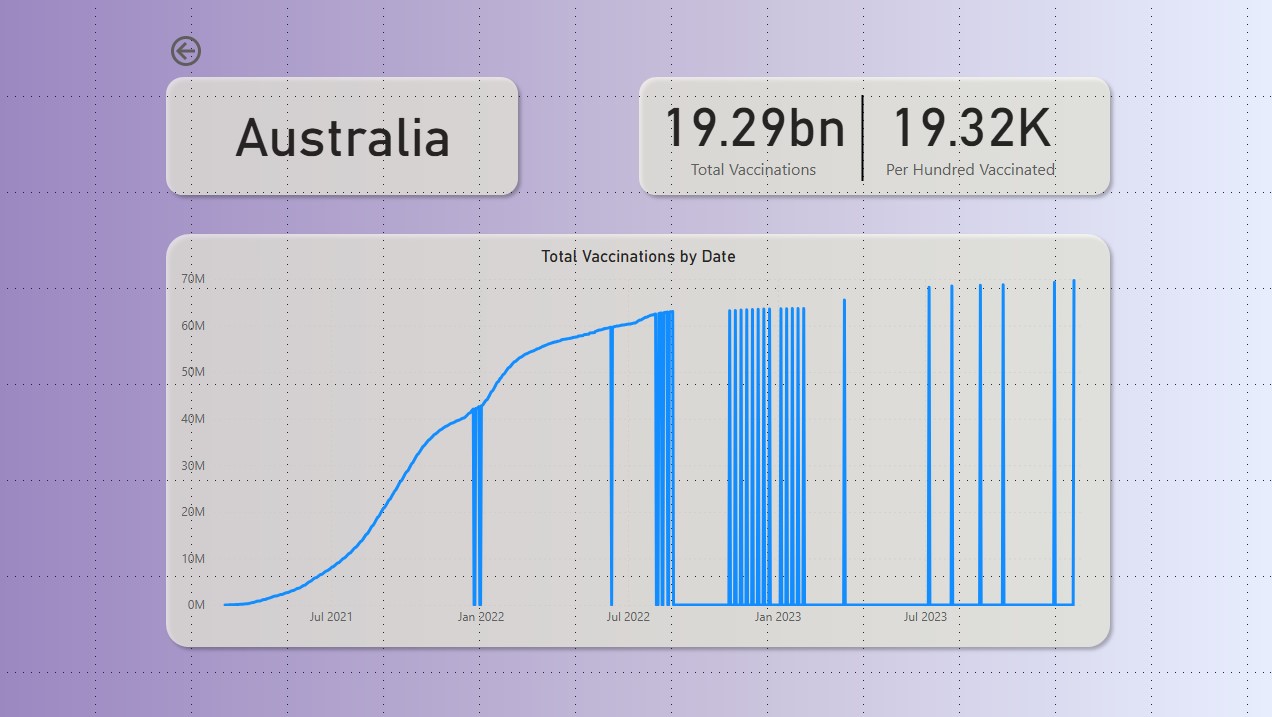 Australia
19.29bn
Total Vaccinations
19.32K
Per Hundred Vaccinated
Total Vaccinations by Date
70M
60M
50M
40M
30M
20M
10M
0M
Jul 2021
Jan 2022
Jul 2022
Jan 2023
Jul 2023